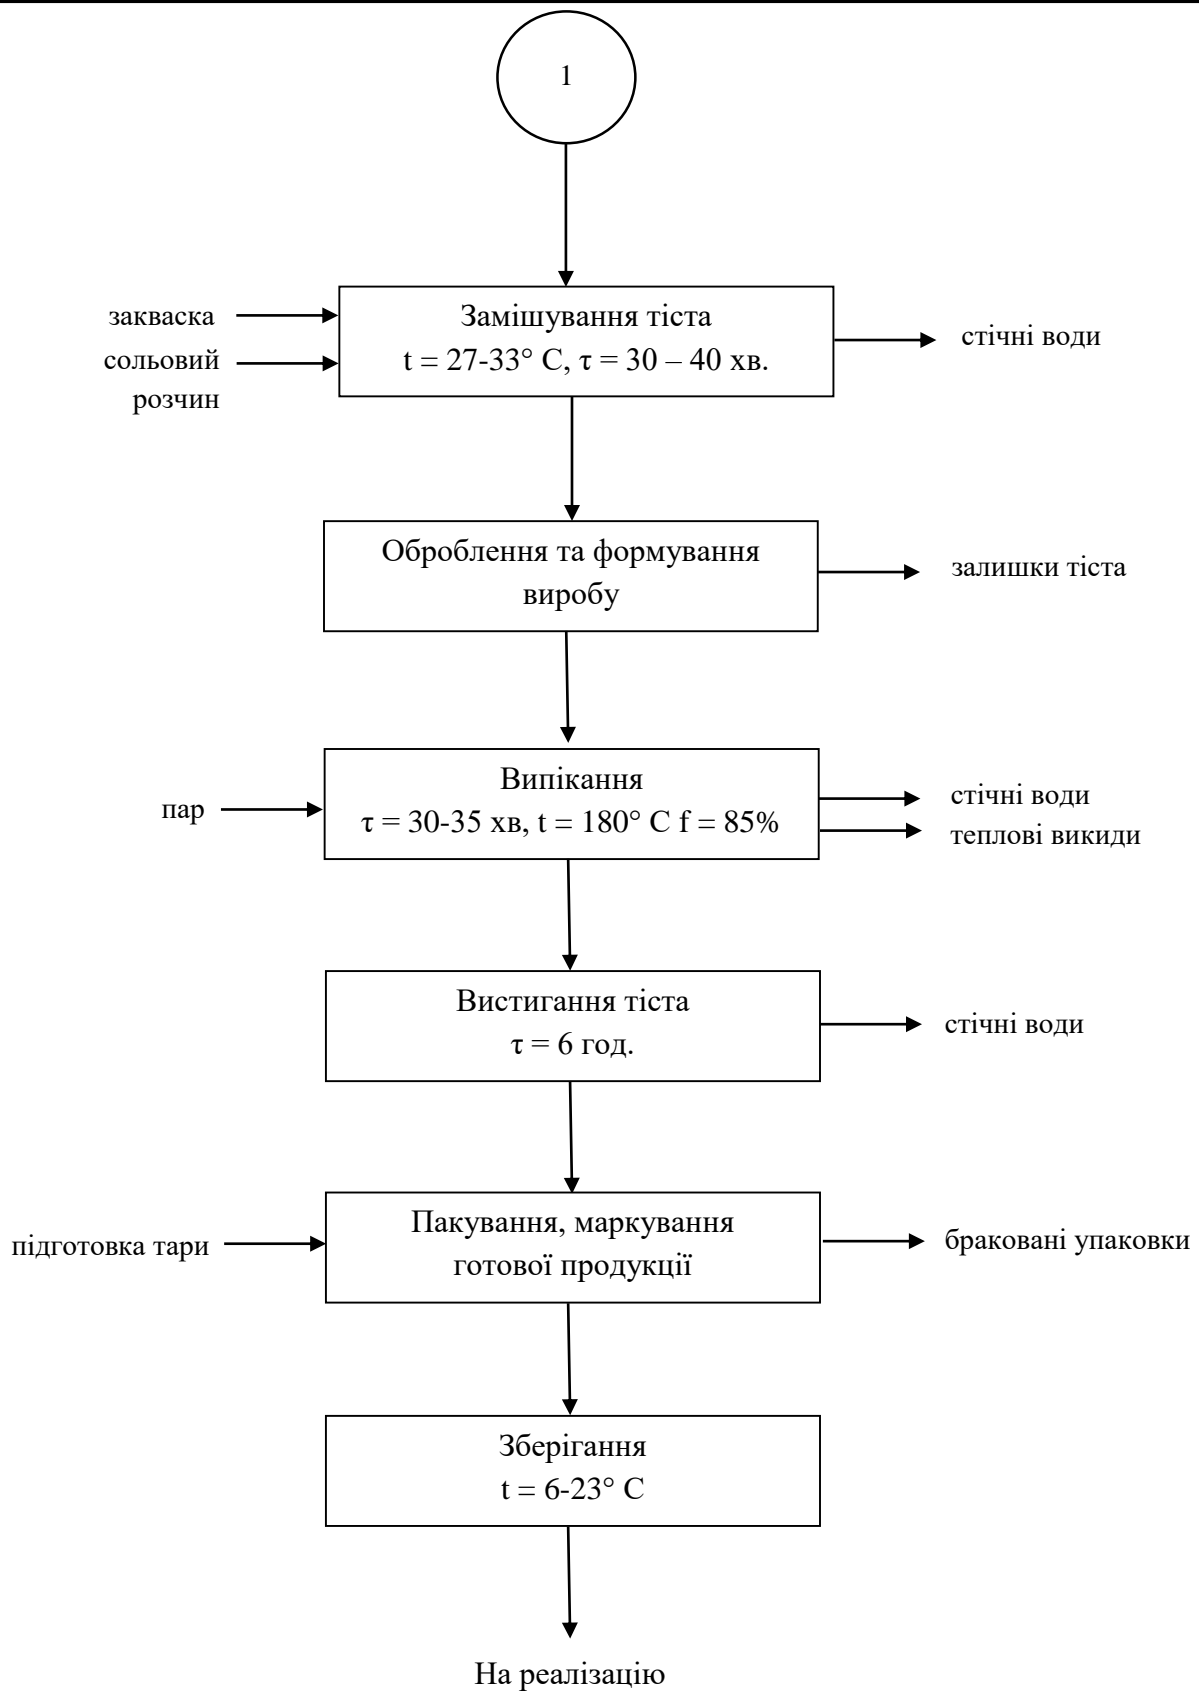 1
закваска
сольовий
розчин
Замішування тіста
t = 27-33° C, τ = 30 – 40 хв.
стічні води
Оброблення та формування
виробу
залишки тіста
пар
Випікання
τ = 30-35 хв, t = 180° C f = 85%
стічні води
теплові викиди
Вистигання тіста
τ = 6 год.
стічні води
підготовка тари
Пакування, маркування
готової продукції
браковані упаковки
Зберігання
t = 6-23° C
На реалізацію